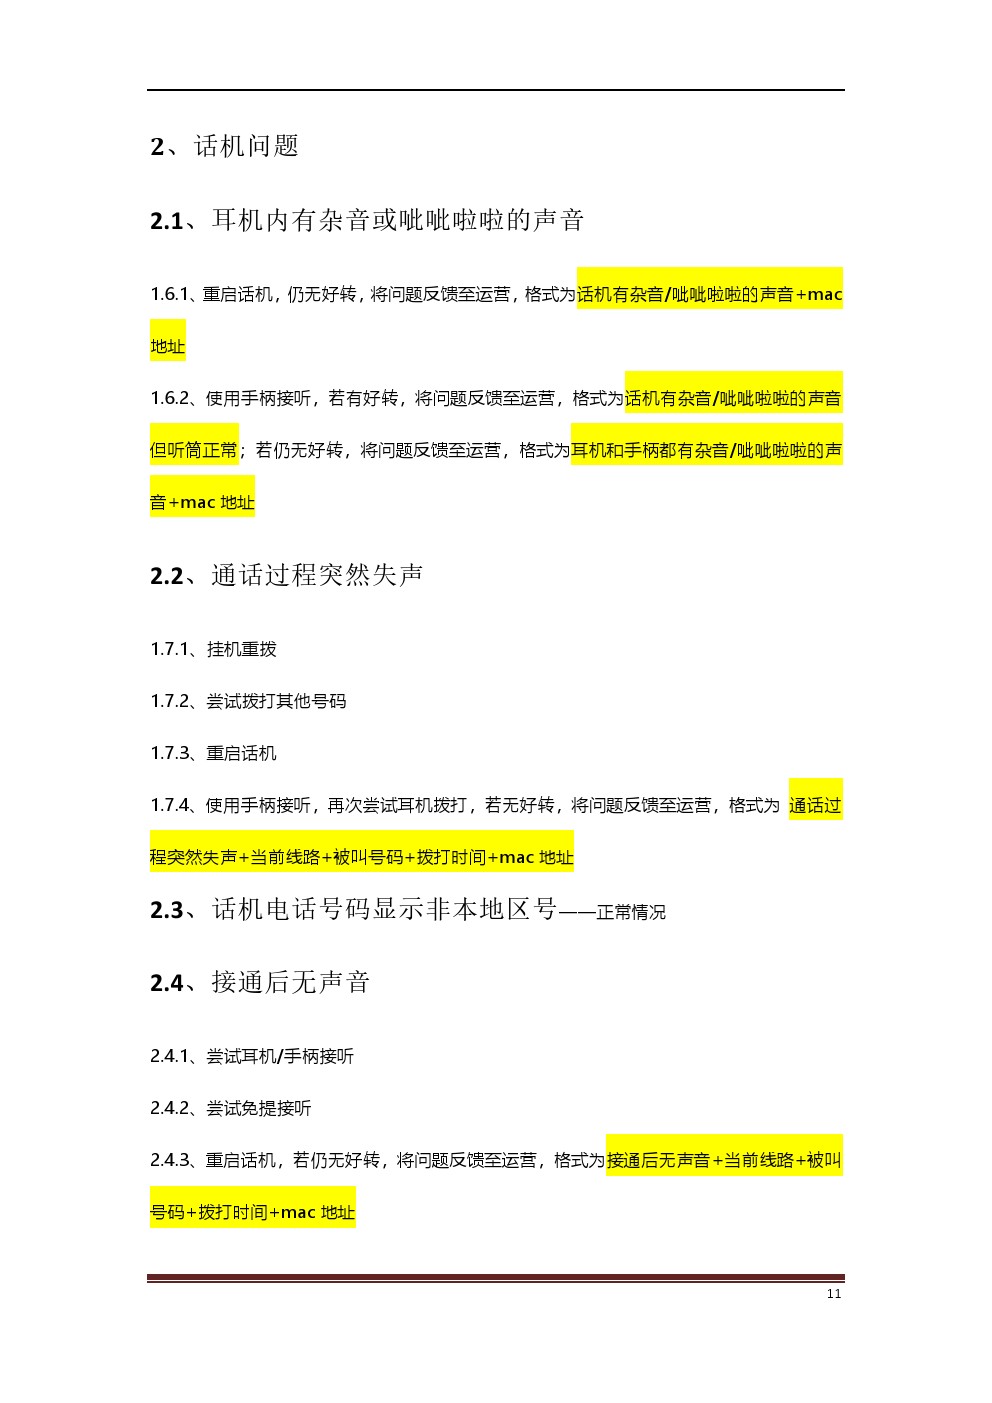 2、话机问题
2.1、耳机内有杂音或呲呲啦啦的声音
1.6.1、重启话机，仍无好转，将问题反馈至运营，格式为话机有杂音/呲呲啦啦的声音+mac
地址
1.6.2、使用手柄接听，若有好转，将问题反馈至运营，格式为话机有杂音/呲呲啦啦的声音
但听筒正常；若仍无好转，将问题反馈至运营，格式为耳机和手柄都有杂音/呲呲啦啦的声
音+mac 地址
2.2、通话过程突然失声
1.7.1、挂机重拨
1.7.2、尝试拨打其他号码
1.7.3、重启话机
1.7.4、使用手柄接听，再次尝试耳机拨打，若无好转，将问题反馈至运营，格式为 通话过
程突然失声+当前线路+被叫号码+拨打时间+mac 地址
2.3、话机电话号码显示非本地区号——正常情况
2.4、接通后无声音
2.4.1、尝试耳机/手柄接听
2.4.2、尝试免提接听
2.4.3、重启话机，若仍无好转，将问题反馈至运营，格式为接通后无声音+当前线路+被叫
号码+拨打时间+mac 地址
11